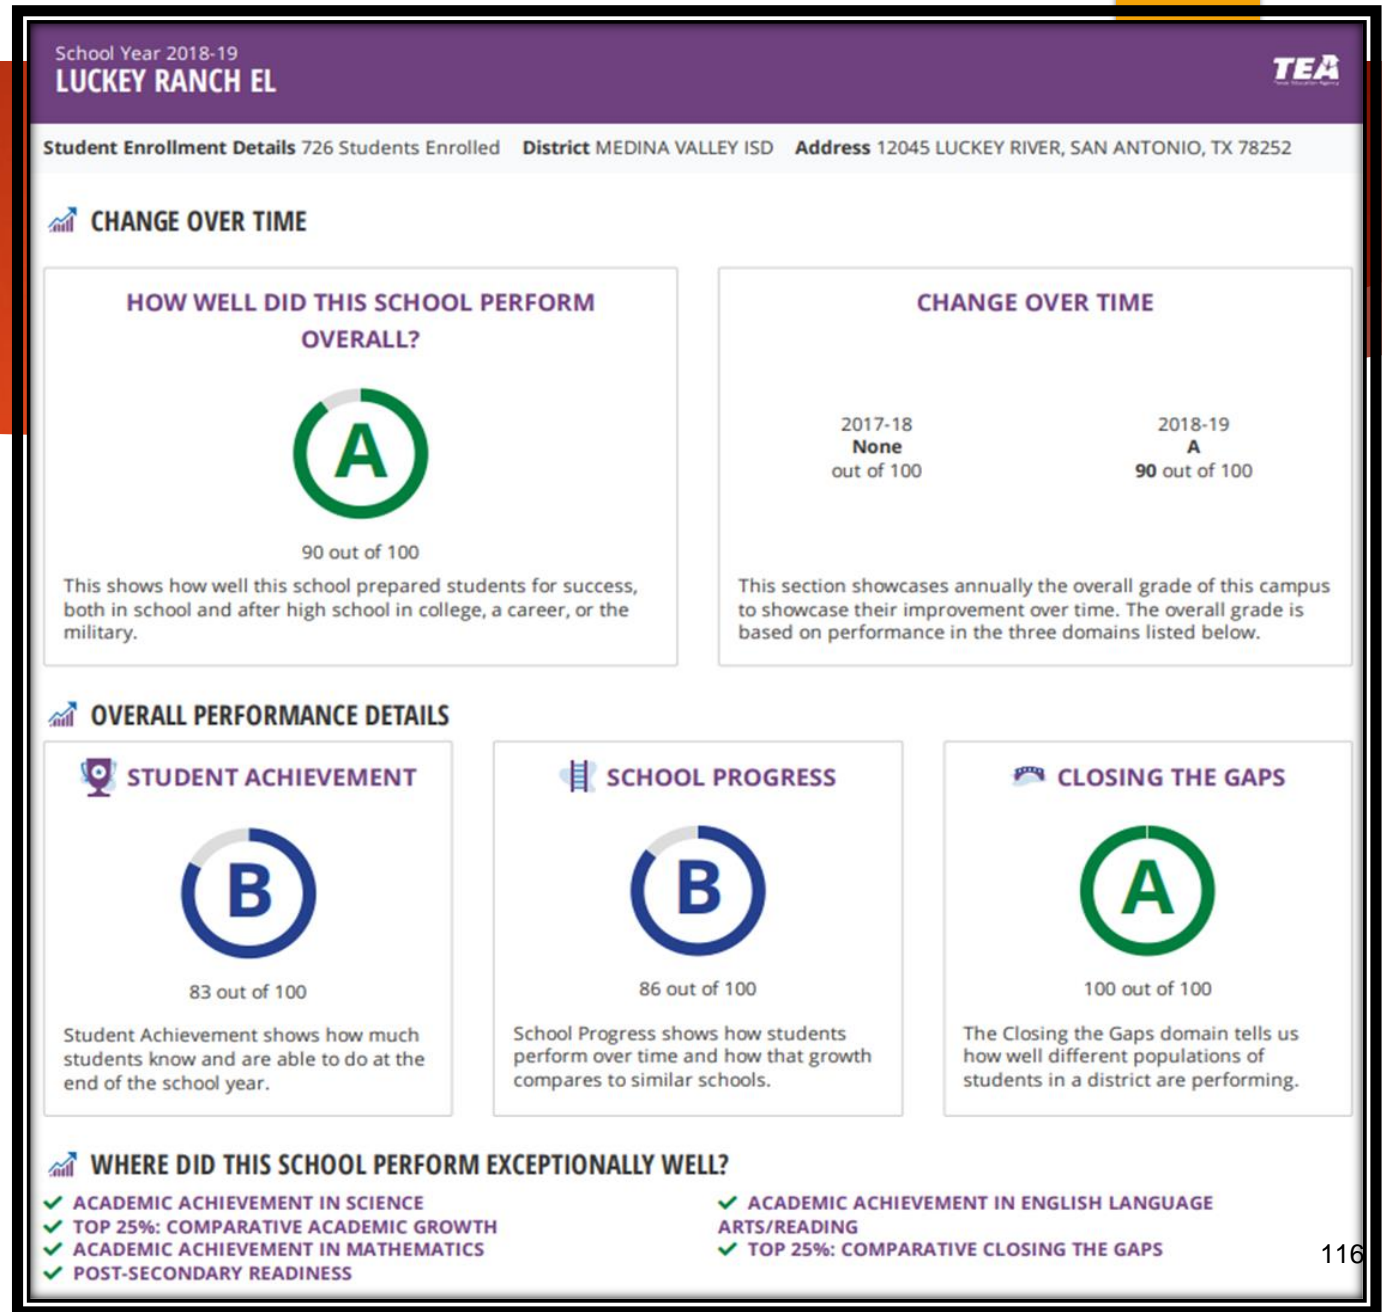 School Year 2018-19
LUCKEY RANCH EL
TEA
Texas Education Agency
Student Enrollment Details 726 Students Enrolled District MEDINA VALLEY ISD Address 12045 LUCKEY RIVER, SAN ANTONIO, TX 78252
CHANGE OVER TIME
HOW WELL DID THIS SCHOOL PERFORM
OVERALL?
A
90 out of 100
This shows how well this school prepared students for success,
both in school and after high school in college, a career, or the
military.
CHANGE OVER TIME
2017-18
None
out of 100
2018-19
A
90 out of 100
This section showcases annually the overall grade of this campus
to showcase their improvement over time. The overall grade is
based on performance in the three domains listed below.
OVERALL PERFORMANCE DETAILS
STUDENT ACHIEVEMENT
B
83 out of 100
Student Achievement shows how much
students know and are able to do at the
end of the school year.
SCHOOL PROGRESS
B
86 out of 100
School Progress shows how students
perform over time and how that growth
compares to similar schools.
CLOSING THE GAPS
A
100 out of 100
The Closing the Gaps domain tells us
how well different populations of
students in a district are performing.
WHERE DID THIS SCHOOL PERFORM EXCEPTIONALLY WELL?
ACADEMIC ACHIEVEMENT IN SCIENCE
TOP 25%: COMPARATIVE ACADEMIC GROWTH
ACADEMIC ACHIEVEMENT IN MATHEMATICS
POST-SECONDARY READINESS
ACADEMIC ACHIEVEMENT IN ENGLISH LANGUAGE
ARTS/READING
TOP 25%: COMPARATIVE CLOSING THE GAPS
116